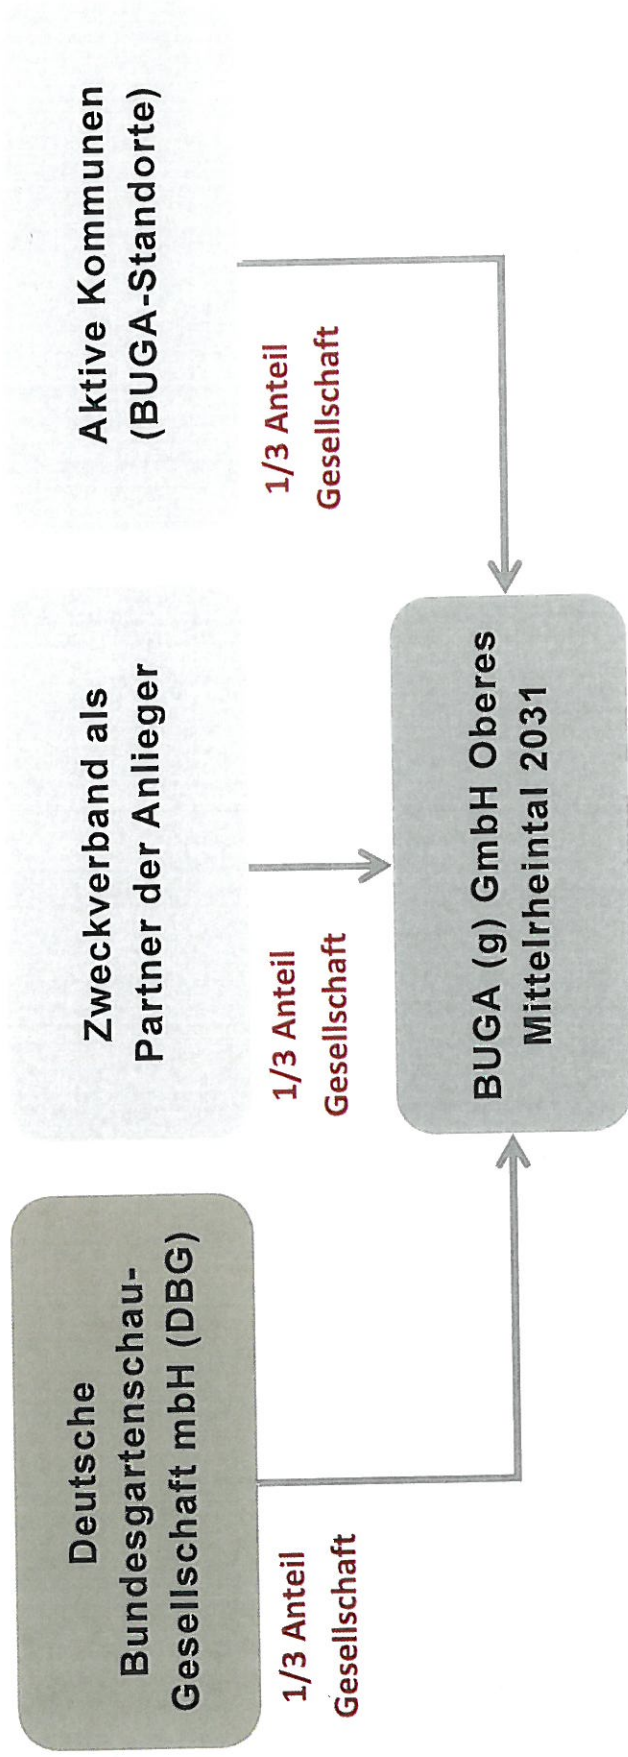 Deutsche
Bundesgartenschau-
Gesellschaft mbH (DBG)
Zweckverband als
Partner der Anlieger
Aktive Kommunen
(BUGA-Standorte)
1/3 Anteil
Gesellschaft
1/3 Anteil
Gesellschaft
1/3 Anteil
Gesellschaft
BUGA (g) GmbH Oberes
Mittelrheintal 2031